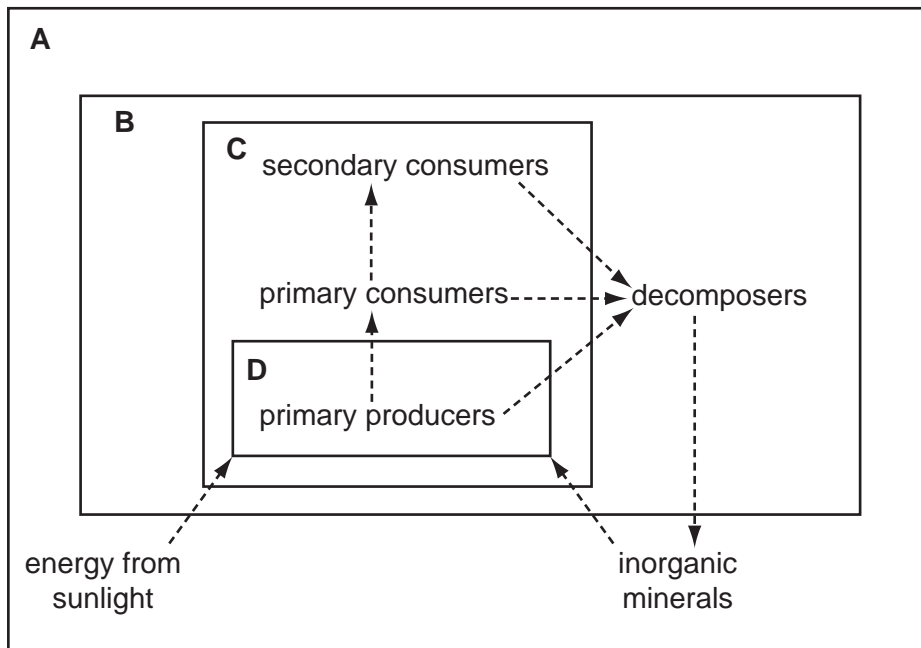 A
B
C
secondary consumers
primary consumers
decomposers
D
primary producers
energy from
sunlight
inorganic
minerals